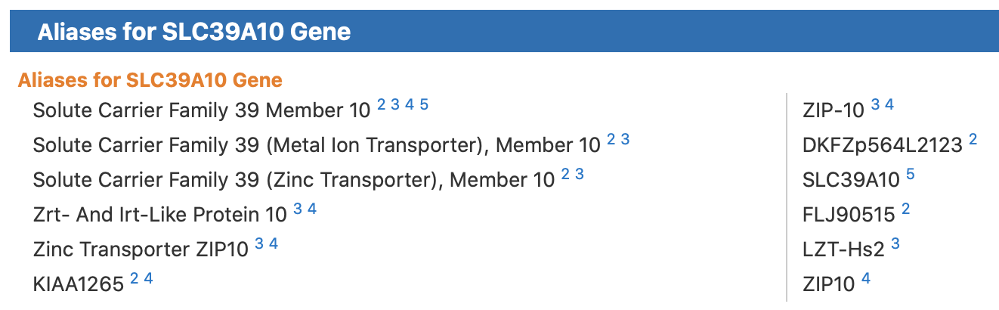 Aliases for SLC39A10 Gene
Aliases for SLC39A10 Gene
Solute Carrier Family 39 Member 10 2 3 4 5
Solute Carrier Family 39 (Metal Ion Transporter), Member 10 2 3
Solute Carrier Family 39 (Zinc Transporter), Member 10 2 3
Zrt- And Irt-Like Protein 10 3 4
Zinc Transporter ZIP10 3 4
KIAA1265 2 4
ZIP-10 3 4
DKFZp564L2123 2
SLC39A10 5
FLJ90515 2
LZT-Hs2 3
ZIP10 4